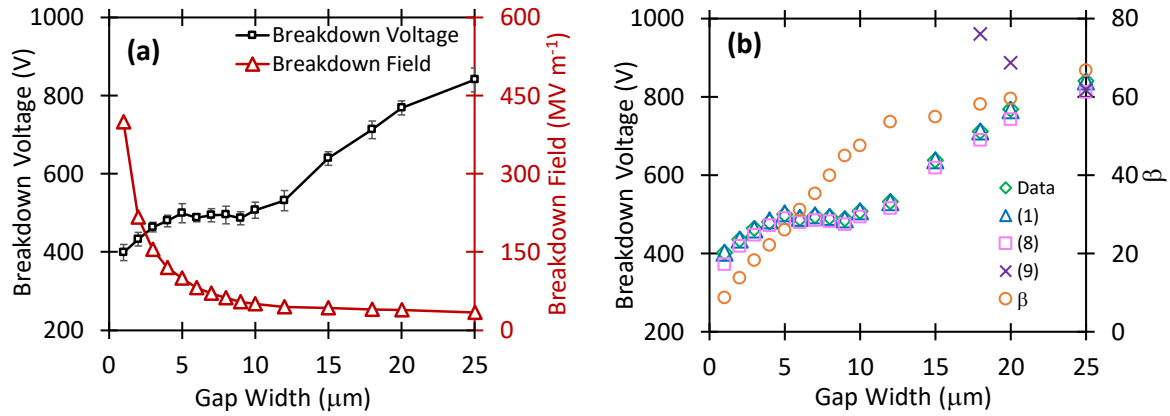 (a)
Breakdown Voltage
Breakdown Field
Breakdown Voltage (V)
1000
800
600
400
200
Breakdown Field (MV m⁻¹)
600
450
300
150
0
0 5 10 15 20 25
Gap Width (μm)
(b)
Breakdown Voltage (V)
1000
800
600
400
200
Data
(1)
(8)
(9)
β
80
60
40
20
0
β
0 5 10 15 20 25
Gap Width (μm)